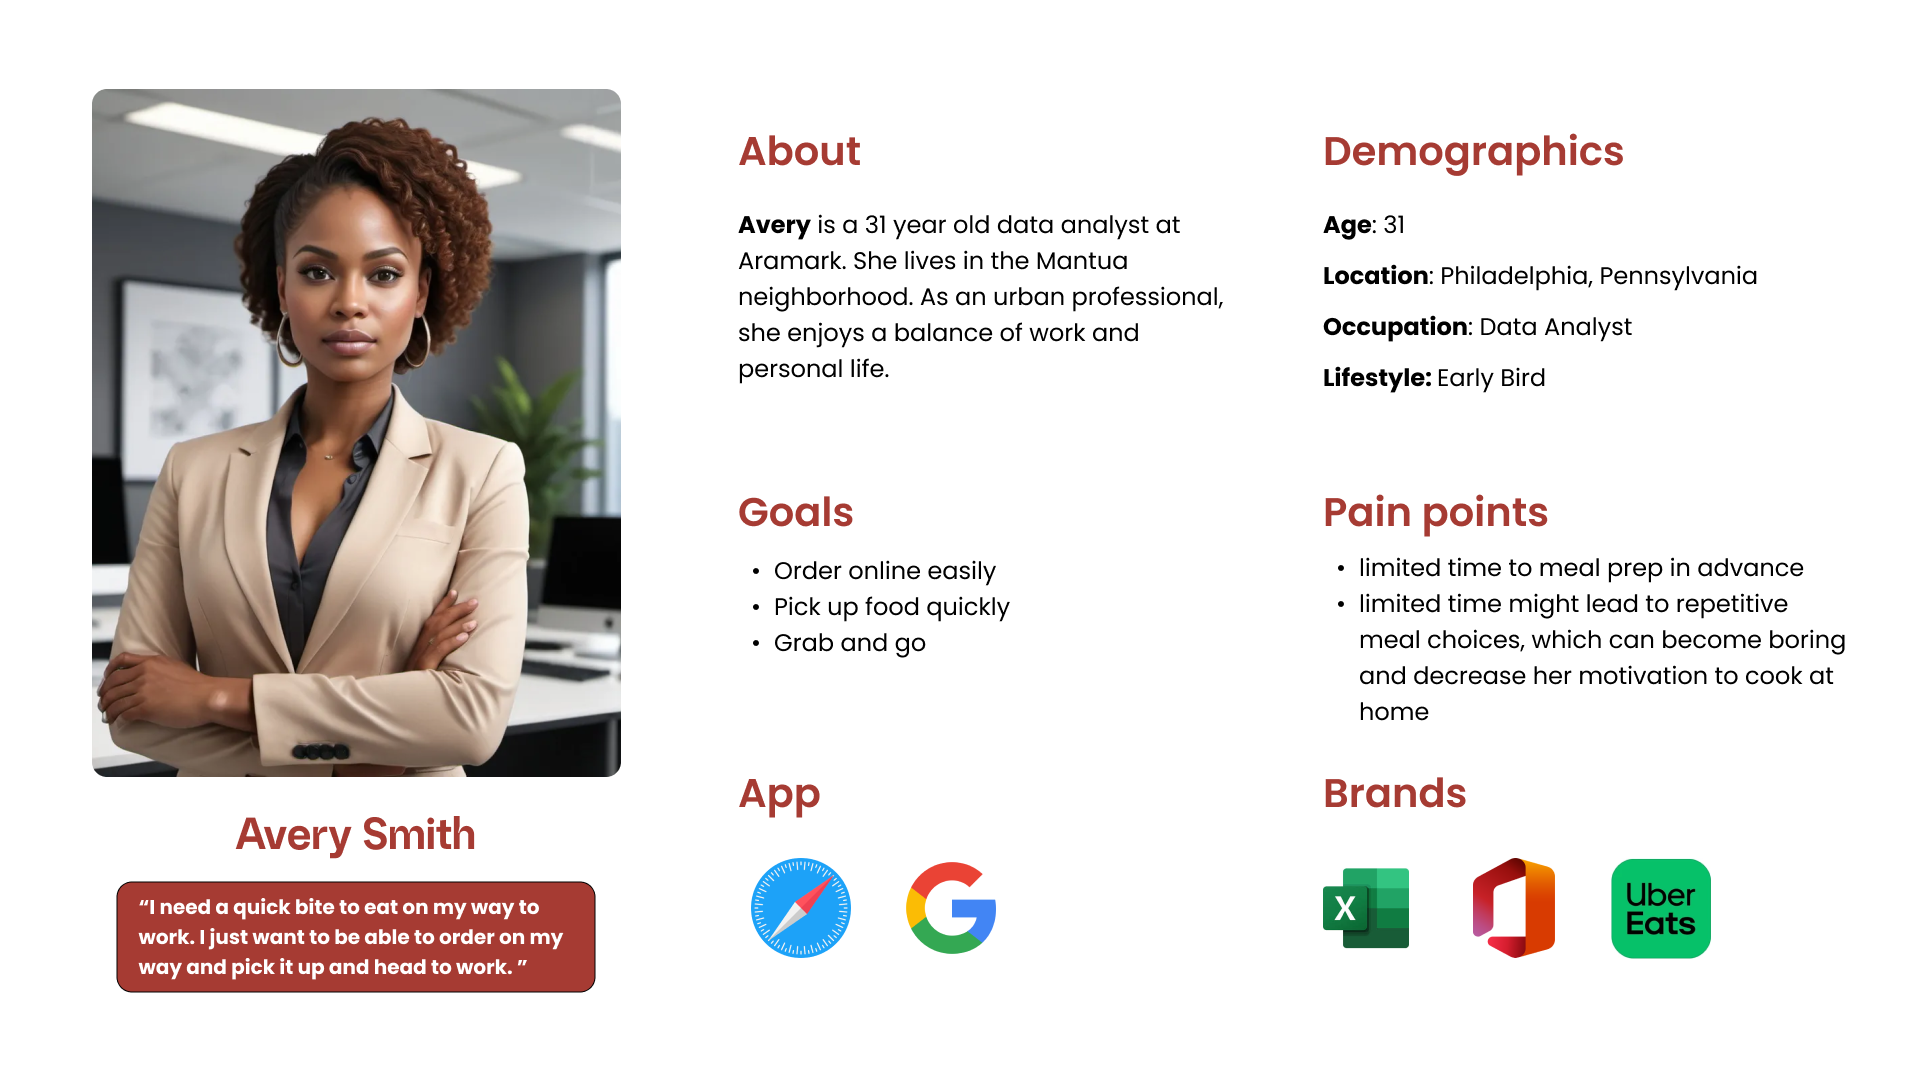 Avery Smith
“I need a quick bite to eat on my way to
work. I just want to be able to order on my
way and pick it up and head to work. ”
About
Avery is a 31 year old data analyst at
Aramark. She lives in the Mantua
neighborhood. As an urban professional,
she enjoys a balance of work and
personal life.
Demographics
Age: 31
Location: Philadelphia, Pennsylvania
Occupation: Data Analyst
Lifestyle: Early Bird
Goals
• Order online easily
• Pick up food quickly
• Grab and go
Pain points
• limited time to meal prep in advance
• limited time might lead to repetitive
meal choices, which can become boring
and decrease her motivation to cook at
home
App
G
Brands
X
Uber
Eats